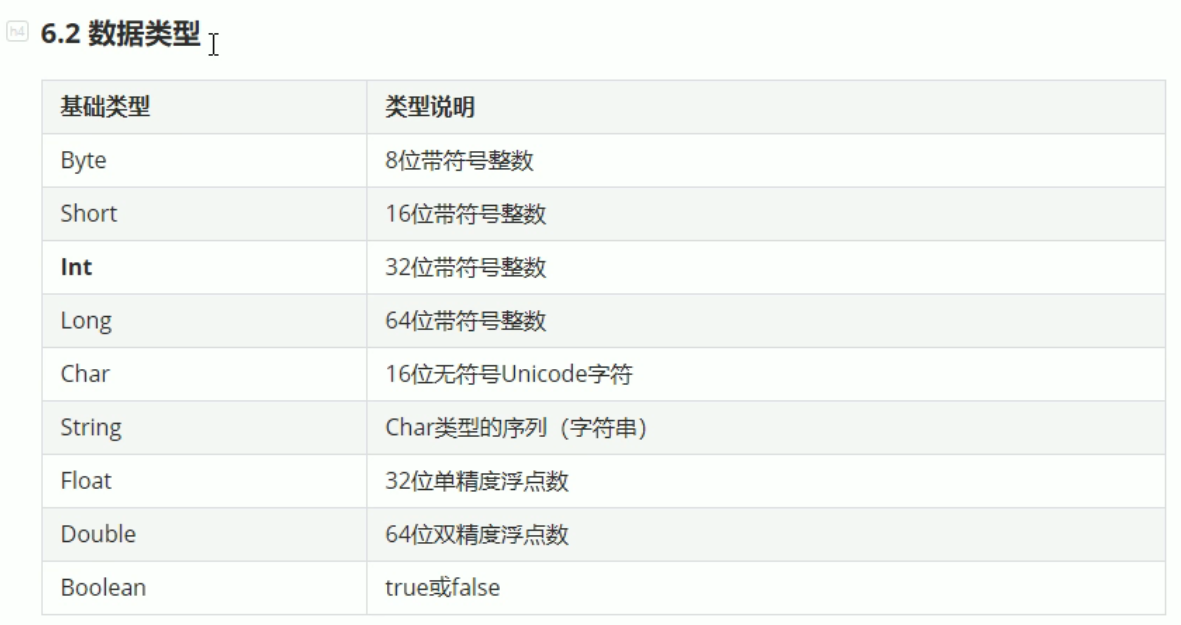 h4
6.2 数据类型
基础类型 类型说明
Byte 8位带符号整数
Short 16位带符号整数
Int 32位带符号整数
Long 64位带符号整数
Char 16位无符号Unicode字符
String Char类型的序列（字符串）
Float 32位单精度浮点数
Double 64位双精度浮点数
Boolean true或false